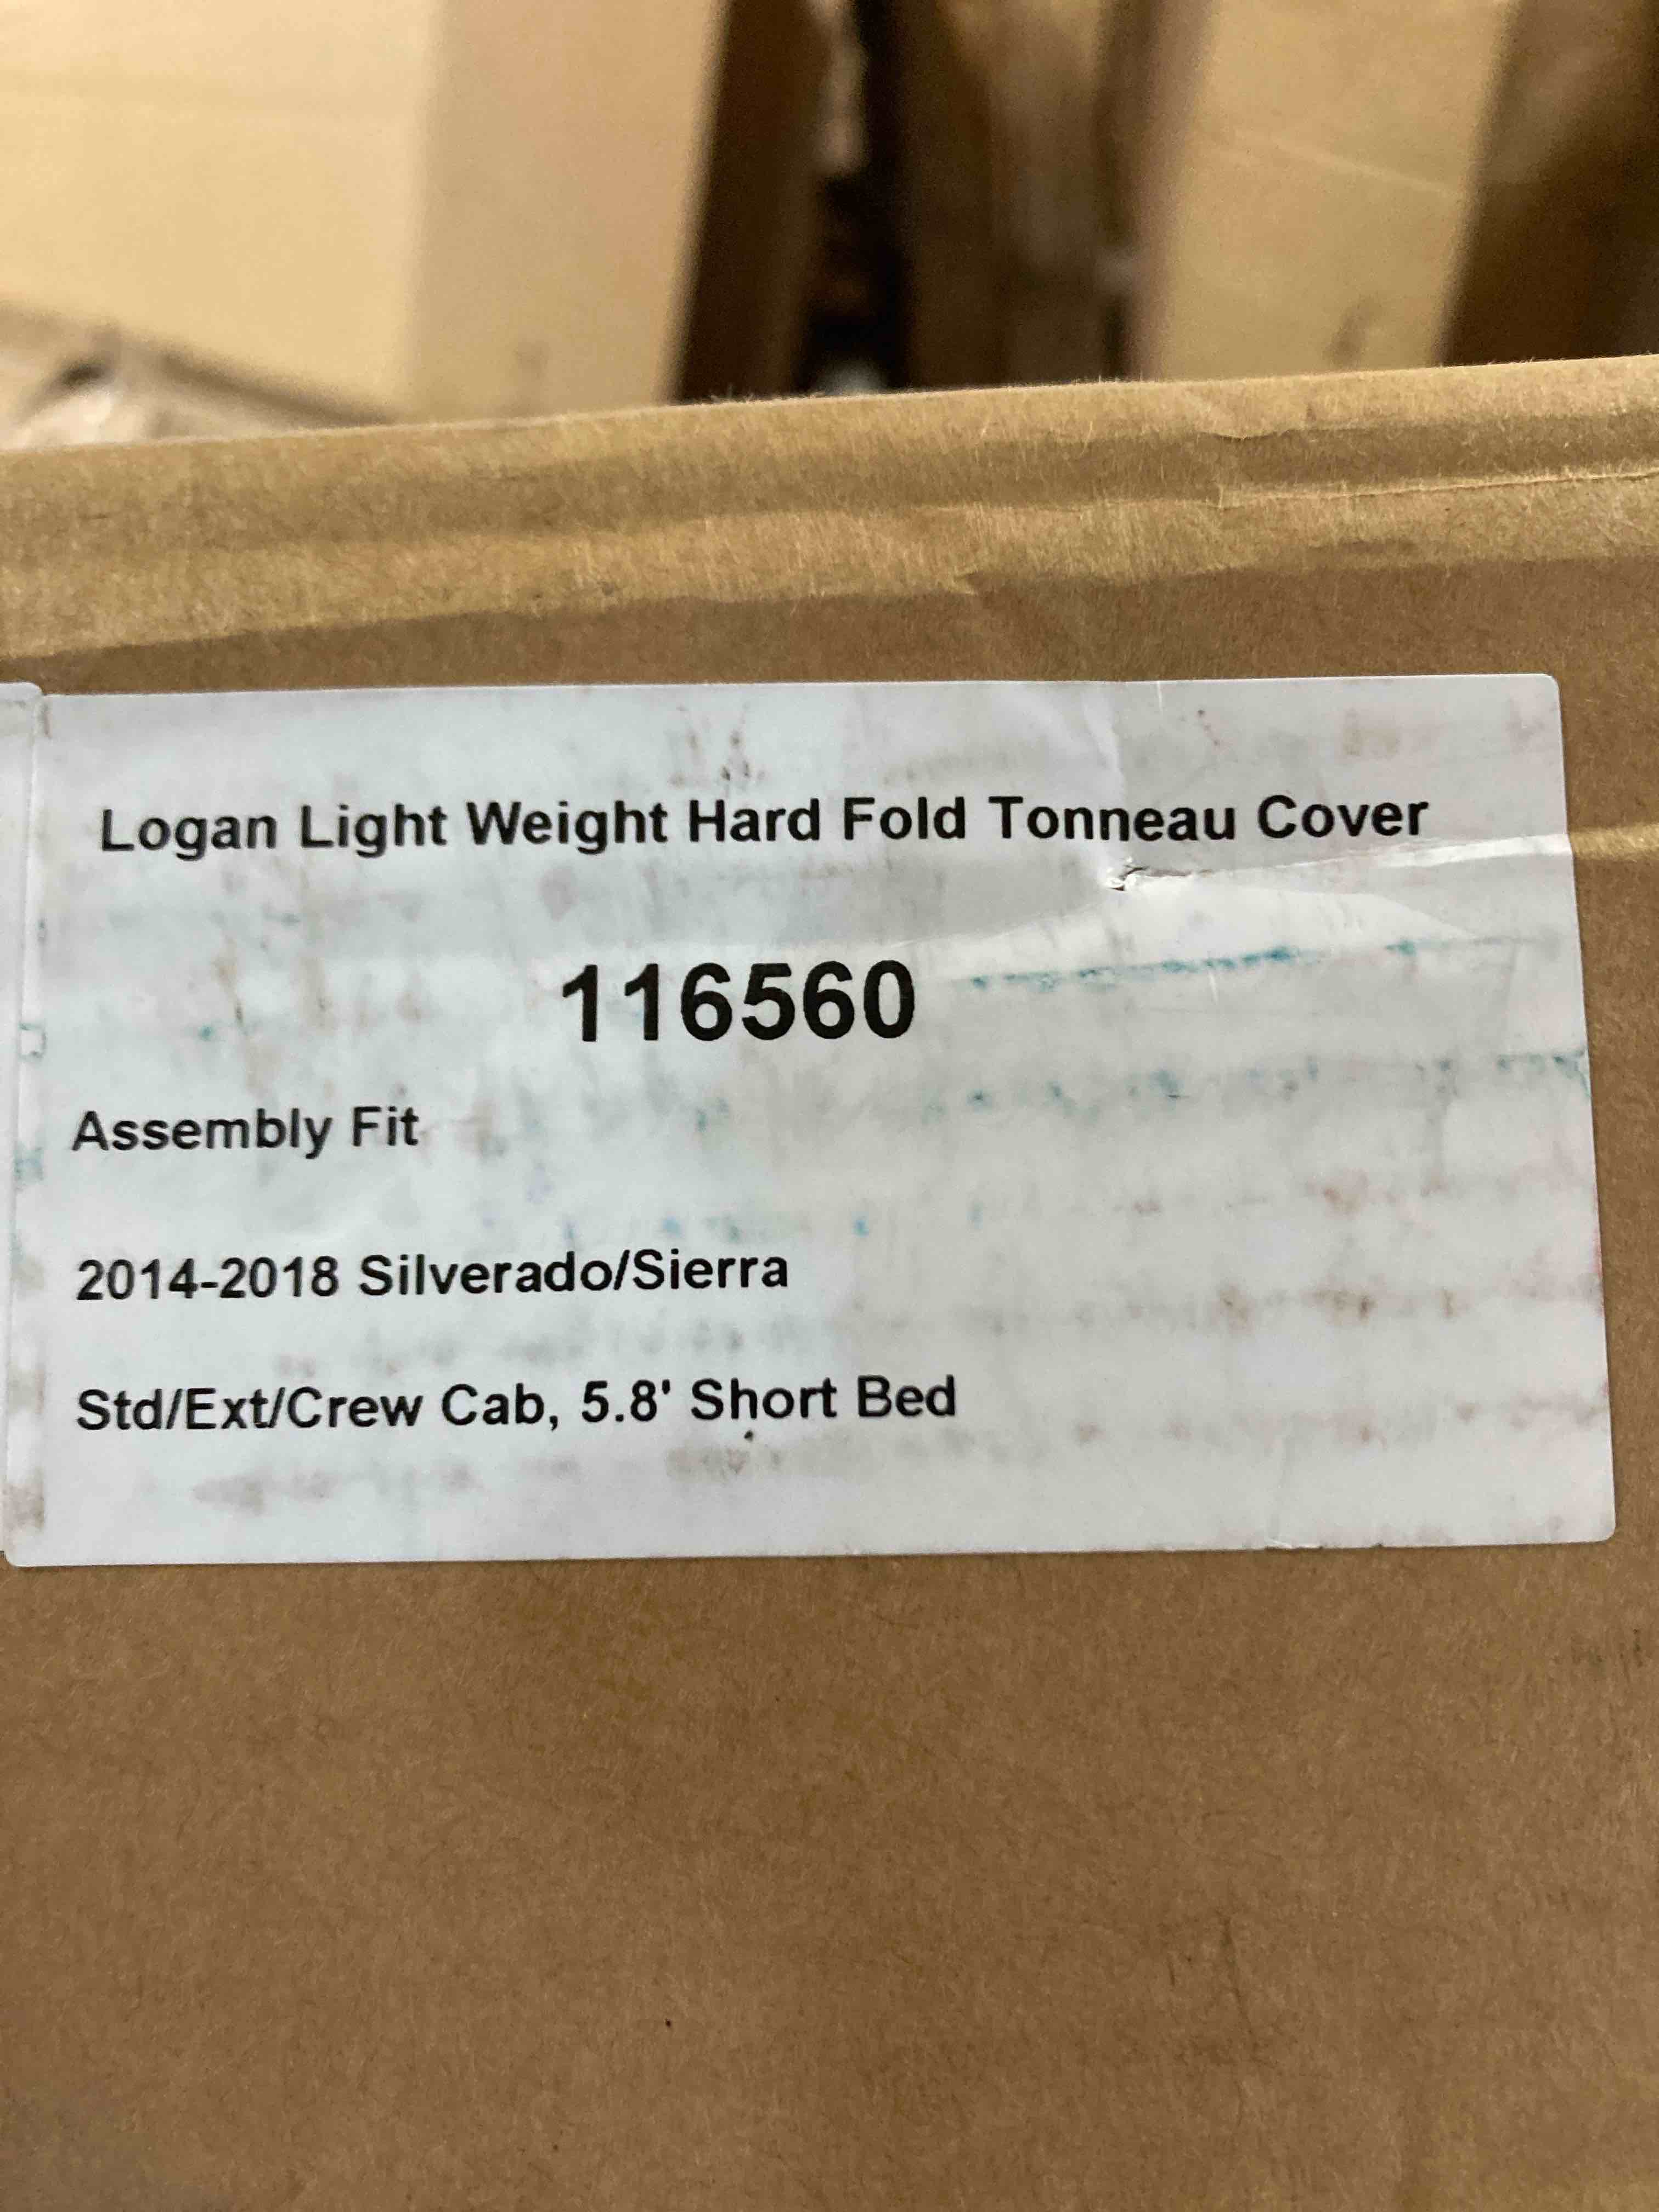 Logan Light Weight Hard Fold Tonneau Cover
116560
Assembly Fit
2014-2018 Silverado/Sierra
Std/Ext/Crew Cab, 5.8' Short Bed